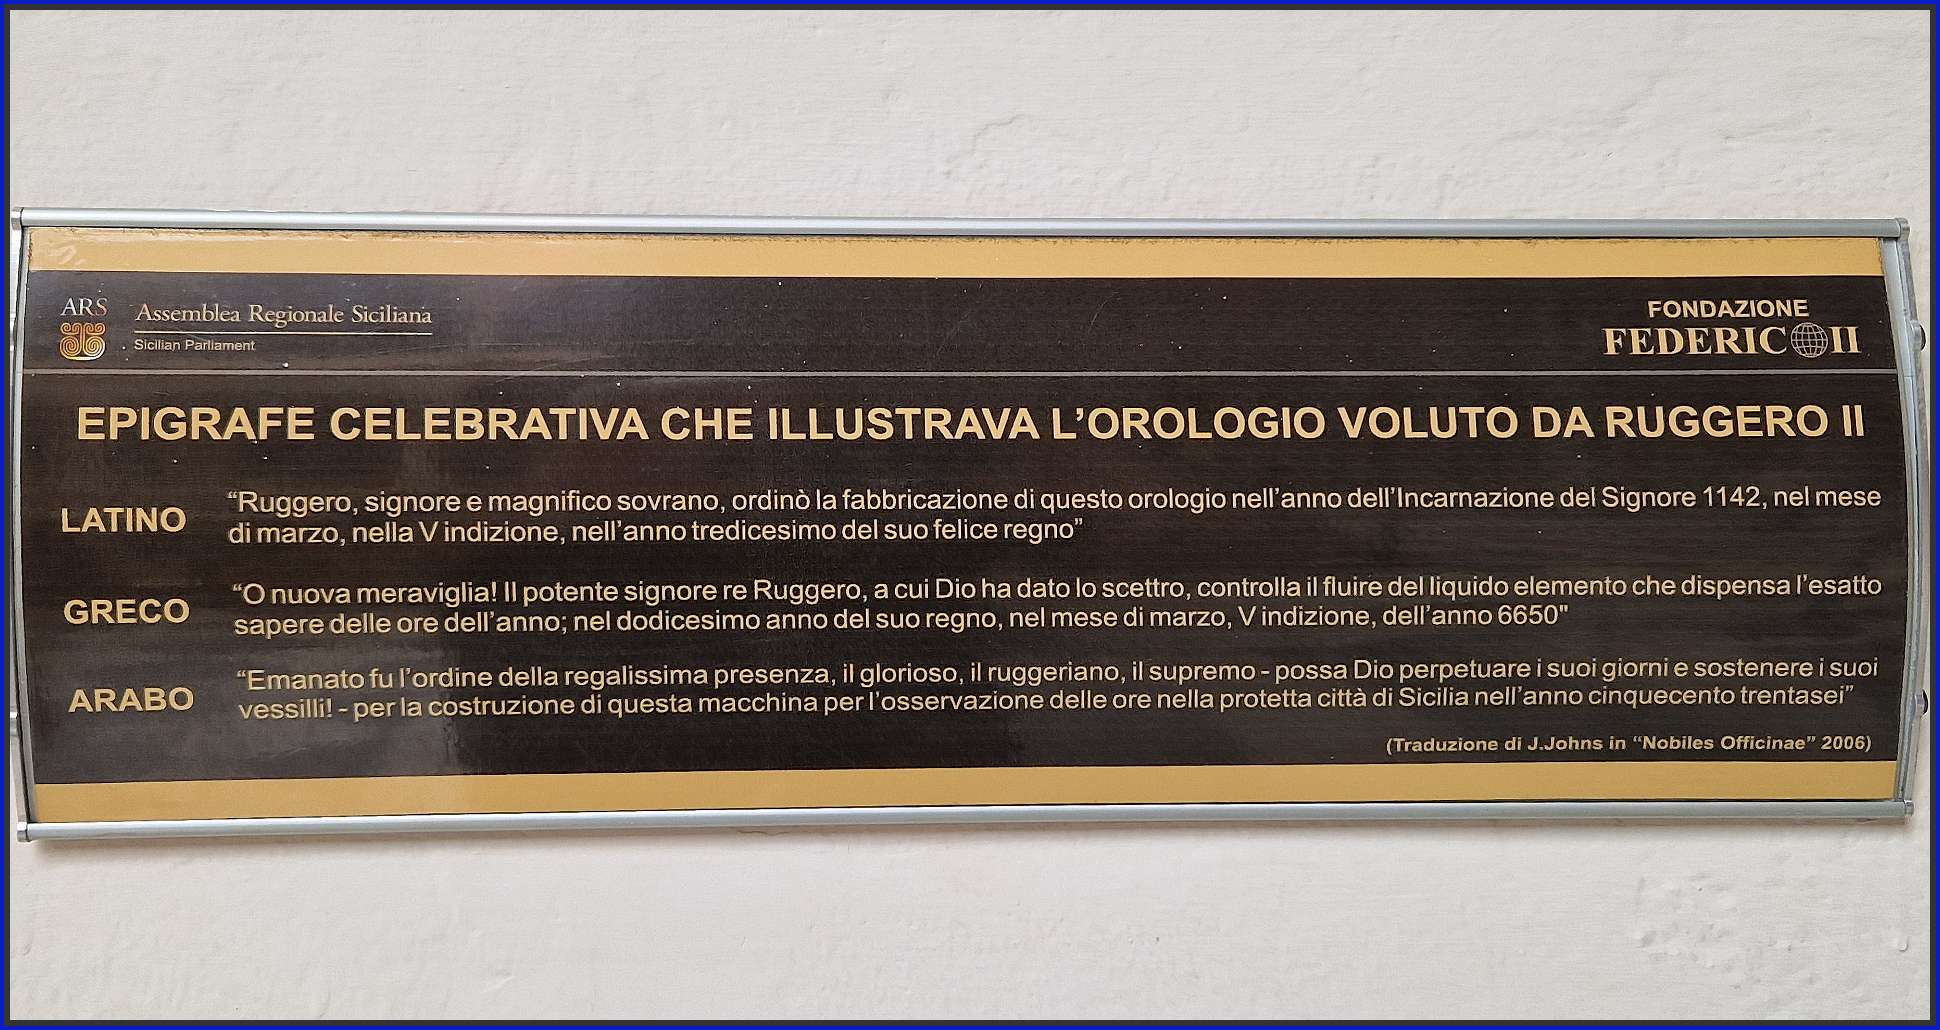 ARS
Assemblea Regionale Siciliana
Sicilian Parliament
FONDAZIONE
FEDERICO II
EPIGRAFE CELEBRATIVA CHE ILLUSTRAVA L'OROLOGIO VOLUTO DA RUGGERO II
LATINO
“Ruggero, signore e magnifico sovrano, ordinò la fabbricazione di questo orologio nell'anno dell'Incarnazione del Signore 1142, nel mese
di marzo, nella V indizione, nell'anno tredicesimo del suo felice regno”
GRECO
“O nuova meraviglia! Il potente signore re Ruggero, a cui Dio ha dato lo scettro, controlla il fluire del liquido elemento che dispensa l'esatto
sapere delle ore dell'anno; nel dodicesimo anno del suo regno, nel mese di marzo, V indizione, dell'anno 6650"
ARABO
“Emanato fu l'ordine della regalissima presenza, il glorioso, il ruggeriano, il supremo - possa Dio perpetuare i suoi giorni e sostenere i suoi
vessilli! - per la costruzione di questa macchina per l'osservazione delle ore nella protetta città di Sicilia nell'anno cinquecento trentasei”
(Traduzione di J.Johns in “Nobiles Officinae” 2006)